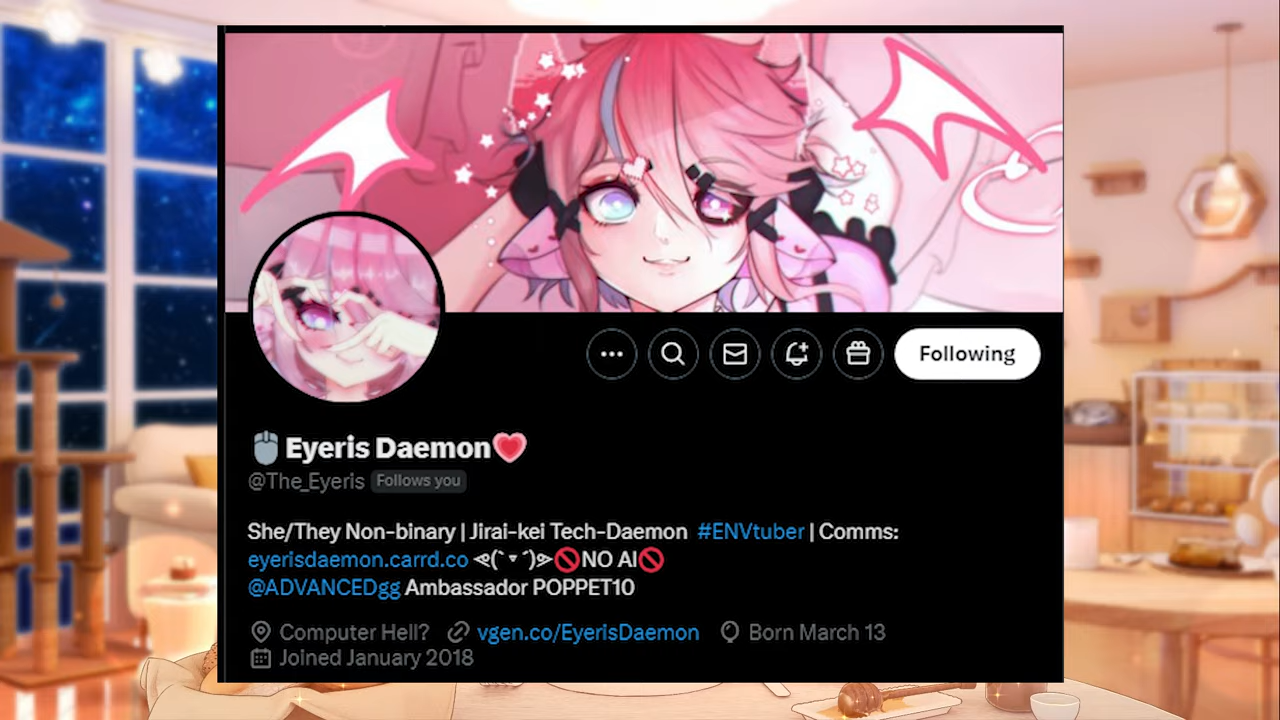 Following
🖱️Eyeris Daemon💗
@The_Eyeris Follows you
She/They Non-binary | Jirai-kei Tech-Daemon #ENVtuber | Comms:
eyerisdaemon.carrd.co ⋖(`▾´)⋗🚫NO AI🚫
@ADVANCEDgg Ambassador POPPET10
Computer Hell? vgen.co/EyerisDaemon Born March 13
Joined January 2018